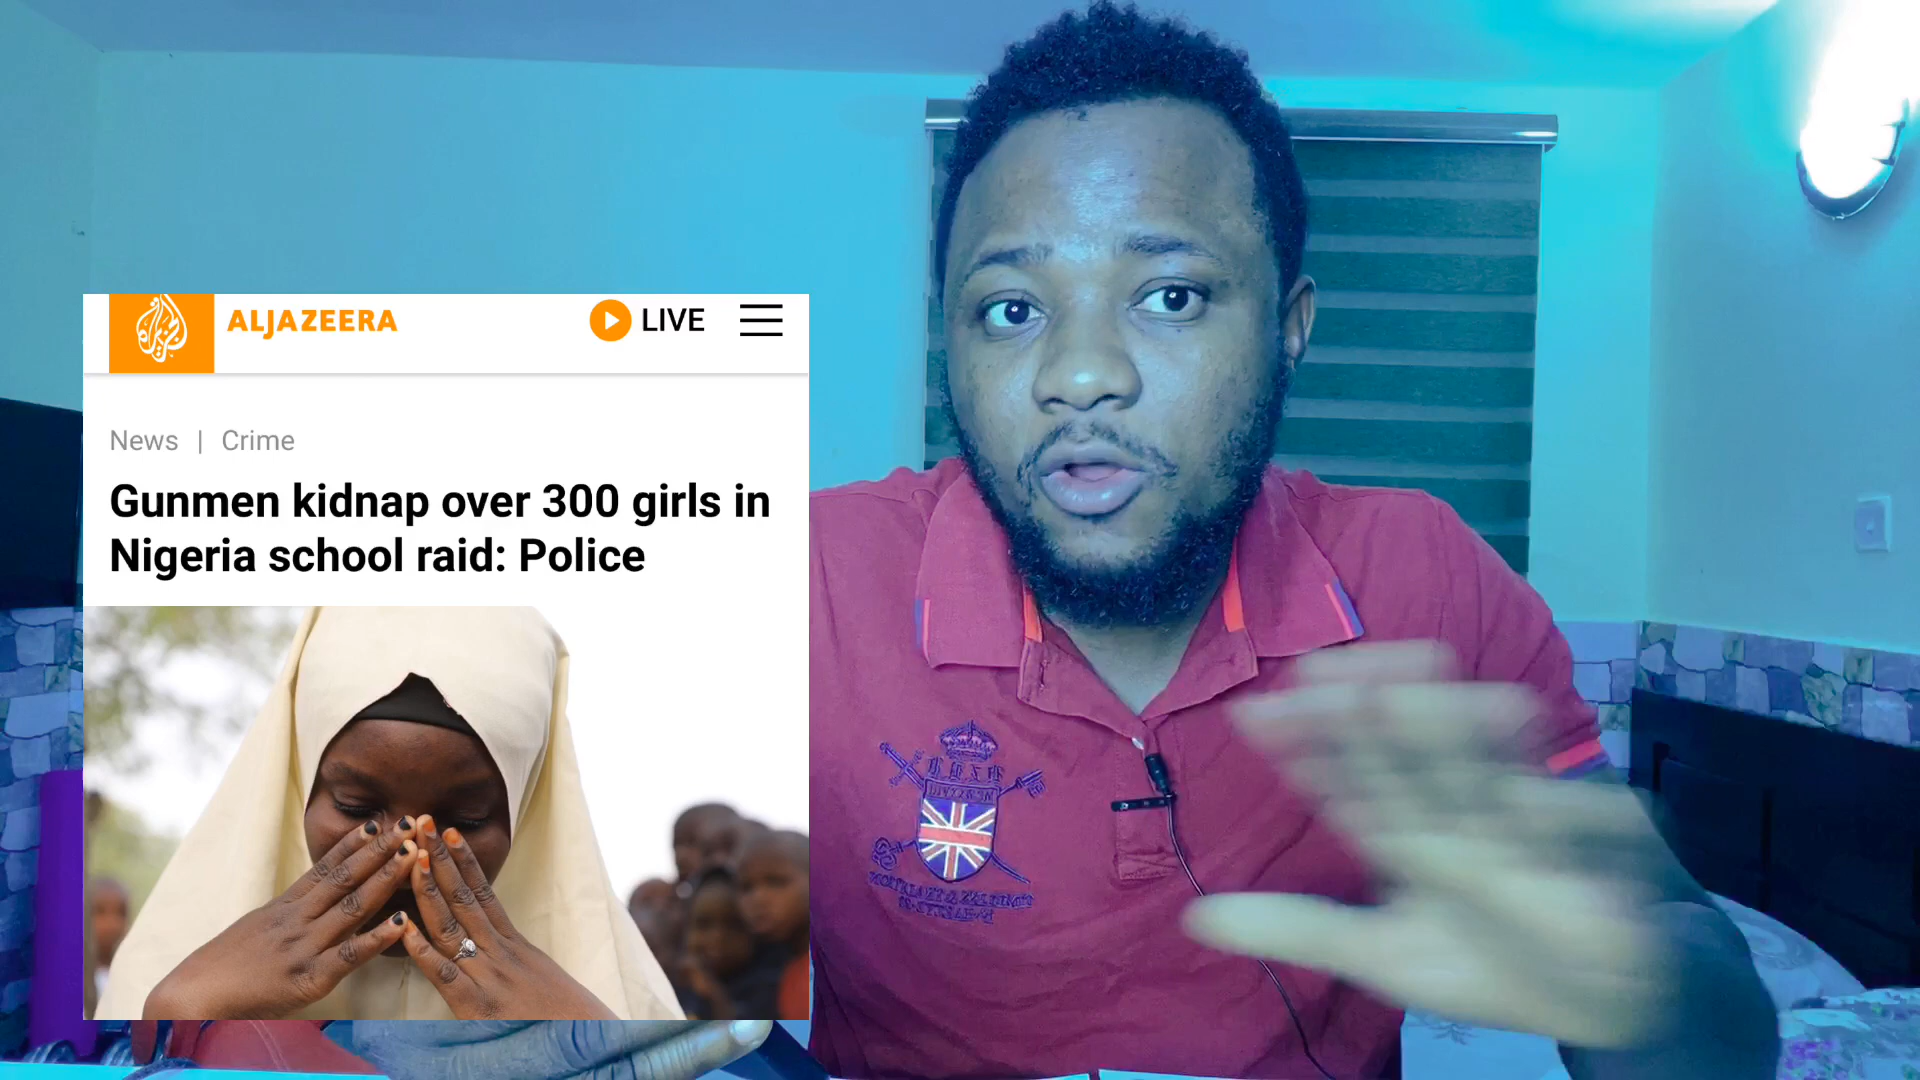 ALJAZEERA
LIVE
News | Crime
Gunmen kidnap over 300 girls in
Nigeria school raid: Police